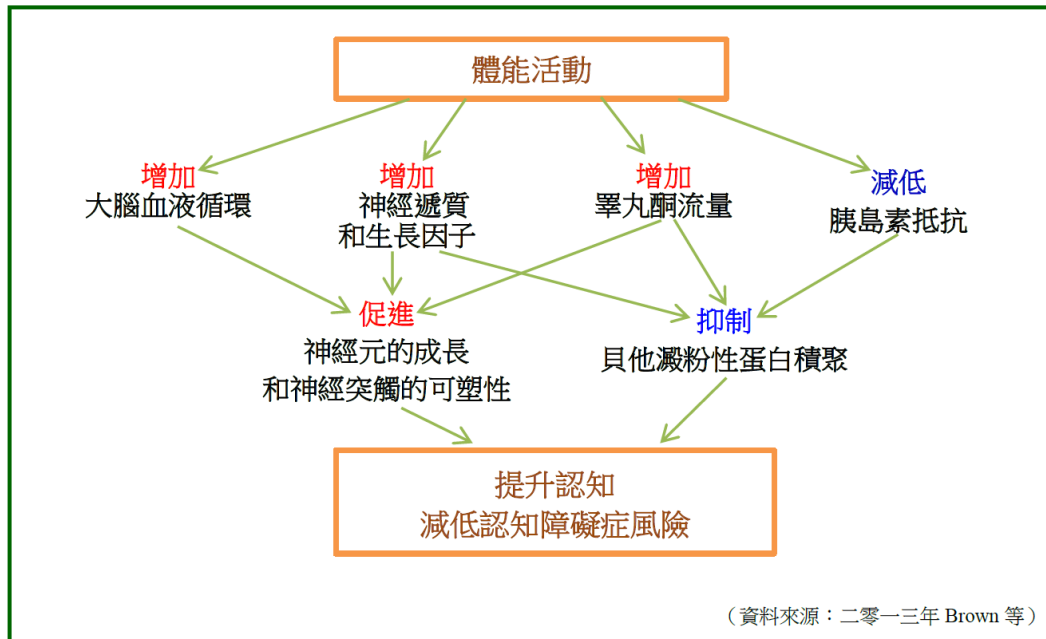 體能活動
增加
大腦血液循環
增加
神經遞質
和生長因子
增加
睪丸酮流量
減低
胰島素抵抗
促進
神經元的成長
和神經突觸的可塑性
抑制
貝他澱粉性蛋白積聚
提升認知
減低認知障礙症風險
（資料來源：二零一三年 Brown 等）